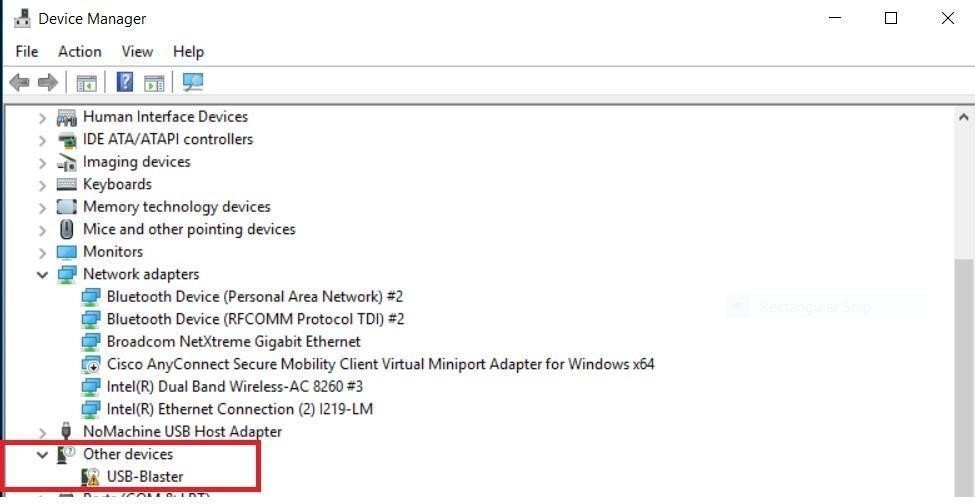 Device Manager
File Action View Help
Human Interface Devices
IDE ATA/ATAPI controllers
Imaging devices
Keyboards
Memory technology devices
Mice and other pointing devices
Monitors
Network adapters
Bluetooth Device (Personal Area Network) #2
Bluetooth Device (RFCOMM Protocol TDI) #2
Broadcom NetXtreme Gigabit Ethernet
Cisco AnyConnect Secure Mobility Client Virtual Miniport Adapter for Windows x64
Intel(R) Dual Band Wireless-AC 8260 #3
Intel(R) Ethernet Connection (2) I219-LM
NoMachine USB Host Adapter
Other devices
USB-Blaster
Ports (COM & LPT)
Rectangular Snip